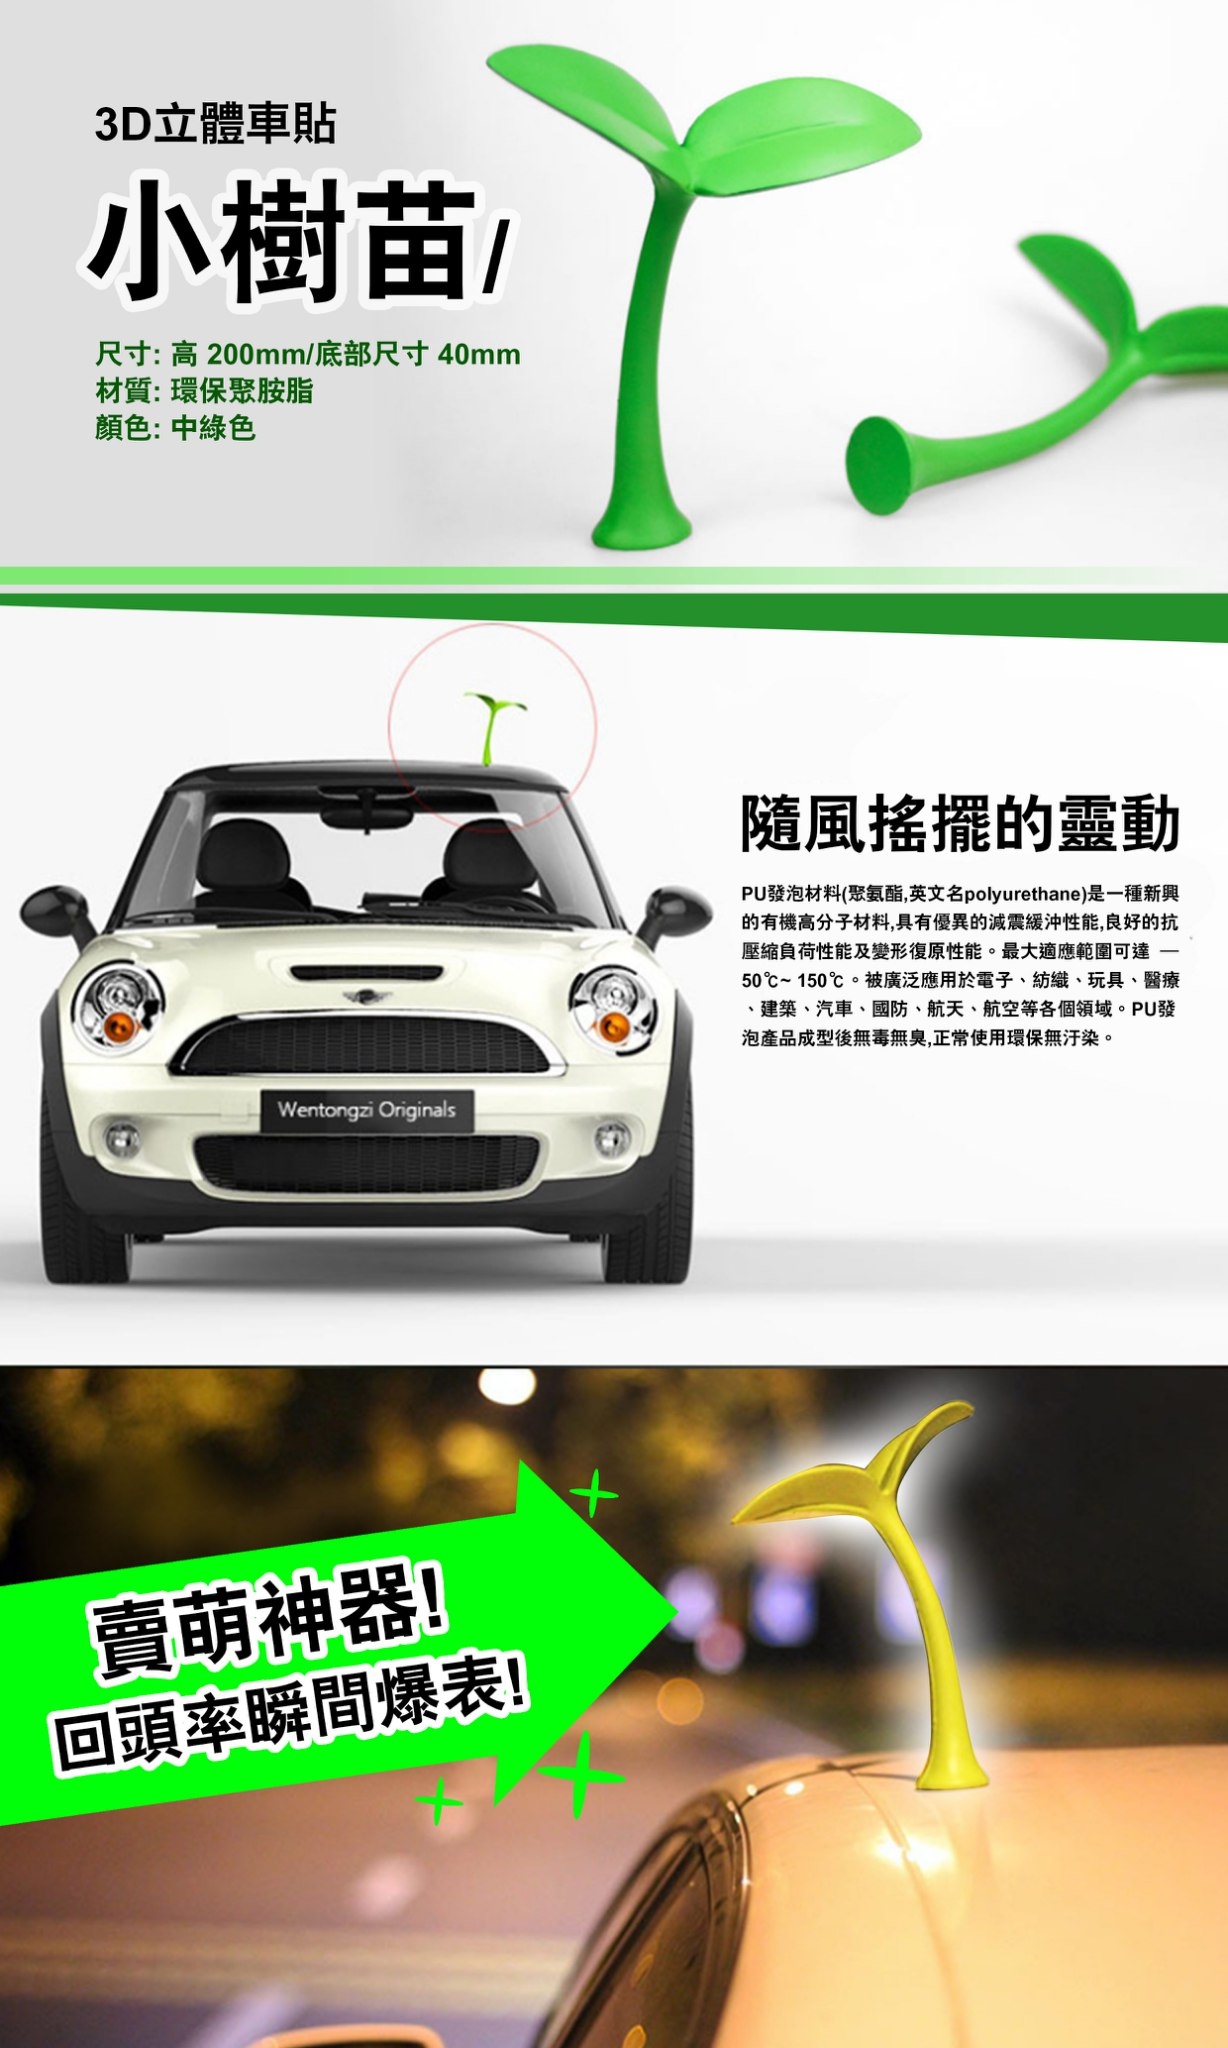 3D立體車貼
小樹苗/
尺寸: 高 200mm/底部尺寸 40mm
材質: 環保聚胺脂
顏色: 中綠色
隨風搖擺的靈動
PU發泡材料(聚氨酯,英文名polyurethane)是一種新興
的有機高分子材料,具有優異的減震緩沖性能,良好的抗
壓縮負荷性能及變形復原性能。最大適應範圍可達 —
50℃~ 150℃。被廣泛應用於電子、紡織、玩具、醫療
、建築、汽車、國防、航天、航空等各個領域。PU發
泡產品成型後無毒無臭,正常使用環保無汙染。
Wentongzi Originals
賣萌神器!
回頭率瞬間爆表!